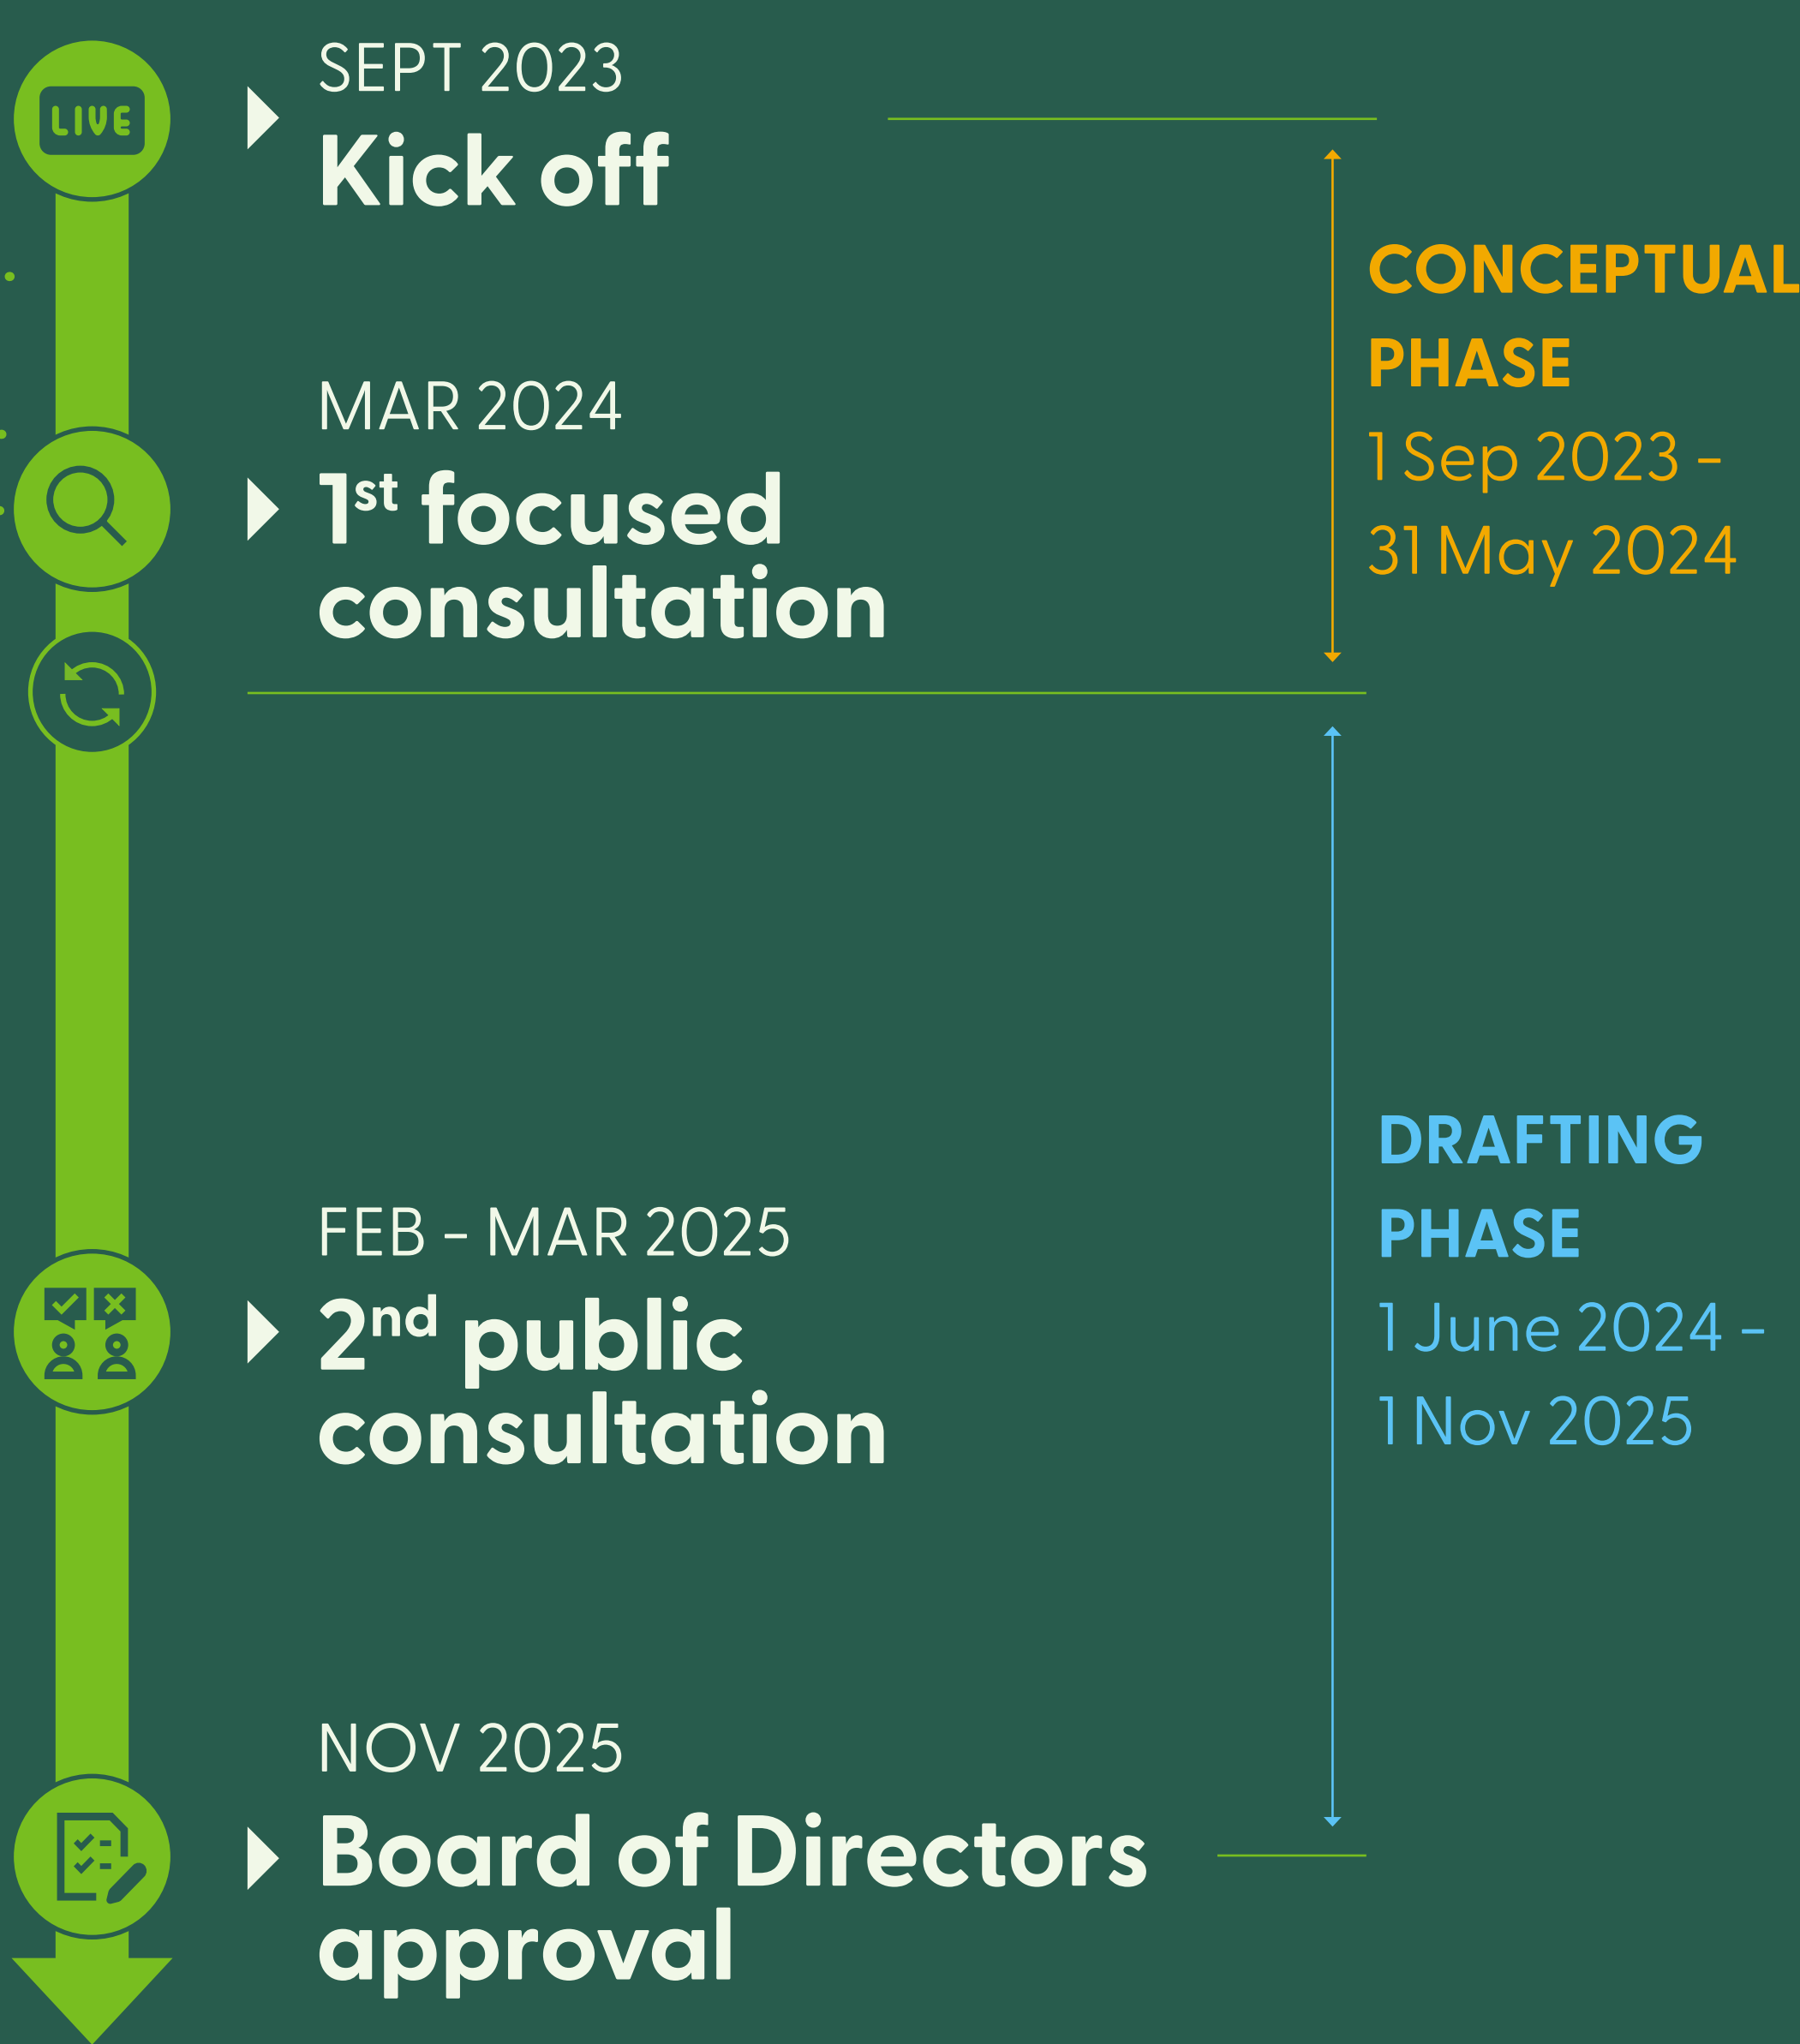 LIVE
SEPT 2023
Kick off
CONCEPTUAL
PHASE
1 Sep 2023 –
31 May 2024
MAR 2024
1st focused
consultation
DRAFTING
PHASE
1 June 2024 –
1 Nov 2025
FEB – MAR 2025
2nd public
consultation
NOV 2025
Board of Directors
approval